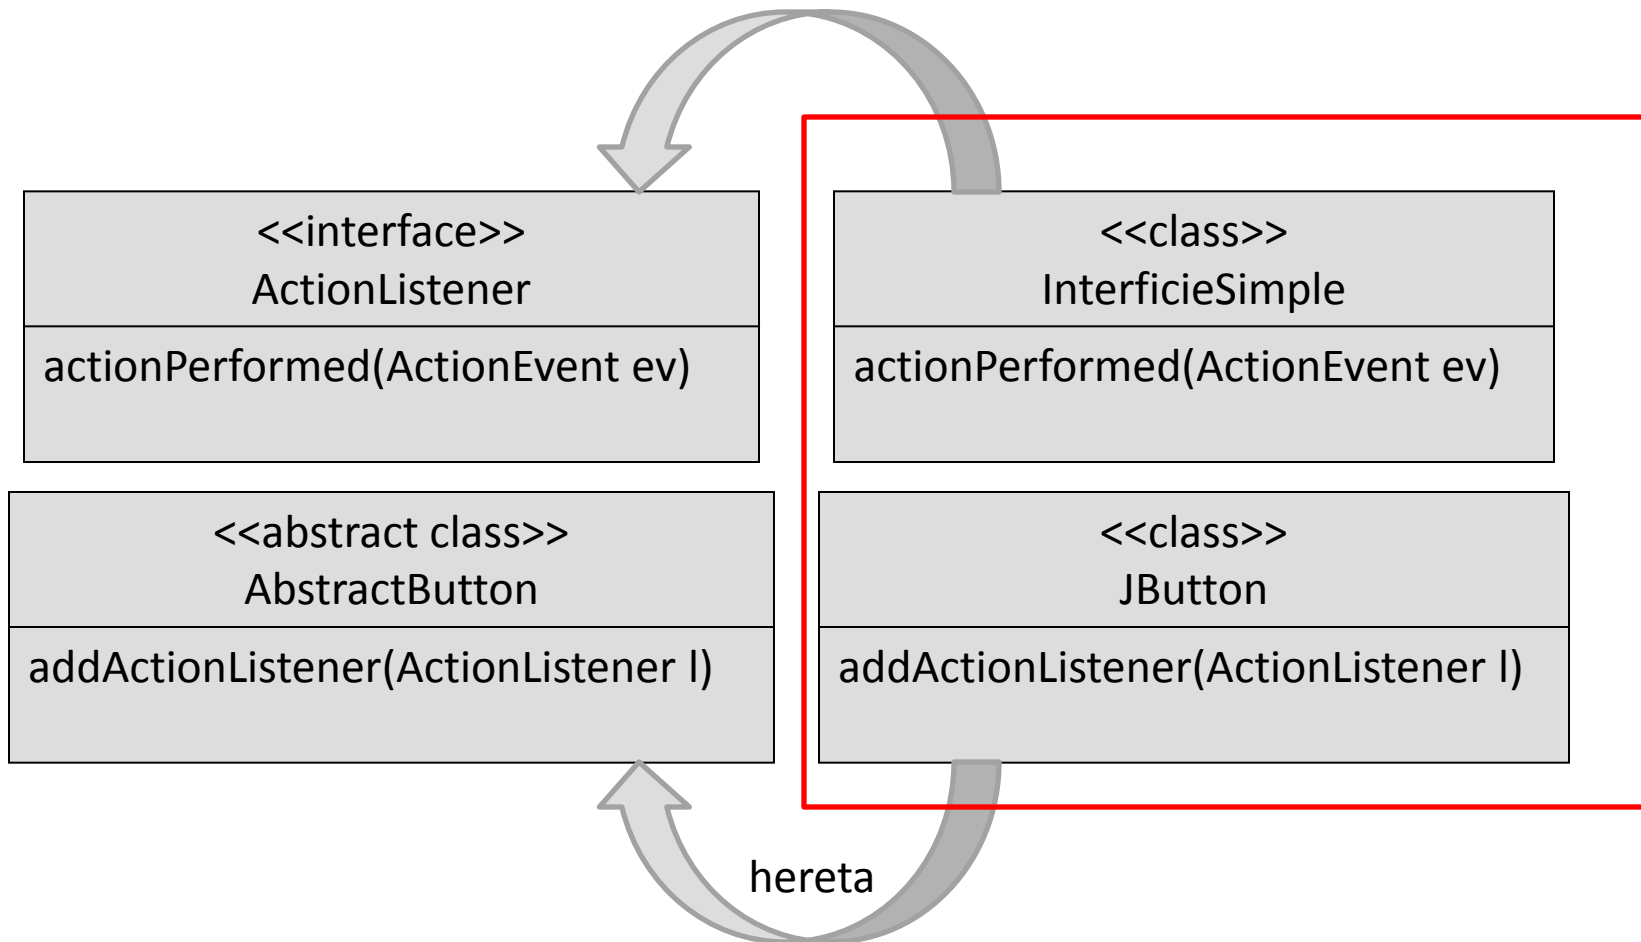 <<interface>>
ActionListener
actionPerformed(ActionEvent ev)
<<class>>
InterficieSimple
actionPerformed(ActionEvent ev)
<<abstract class>>
AbstractButton
addActionListener(ActionListener l)
<<class>>
JButton
addActionListener(ActionListener l)
hereta